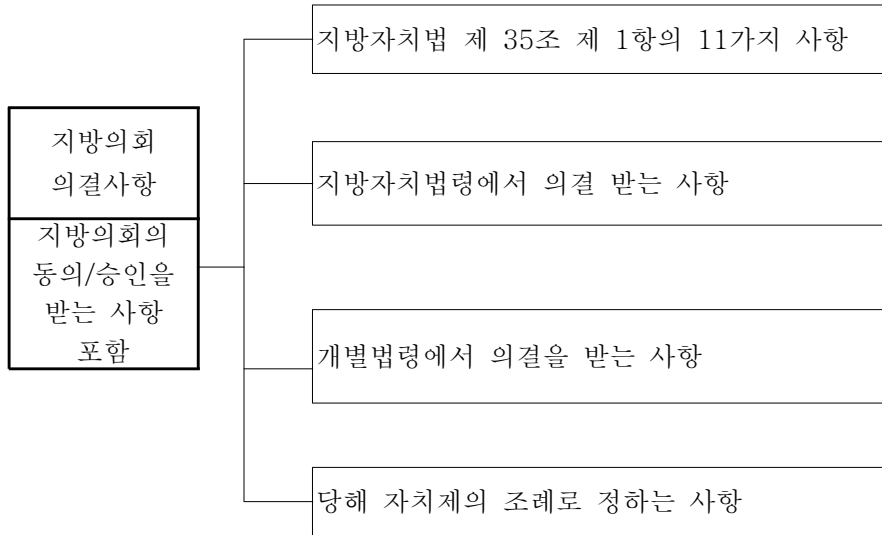 지방의회
의결사항
지방의회의
동의/승인을
받는 사항
포함
지방자치법 제 35조 제 1항의 11가지 사항
지방자치법령에서 의결 받는 사항
개별법령에서 의결을 받는 사항
당해 자치제의 조례로 정하는 사항